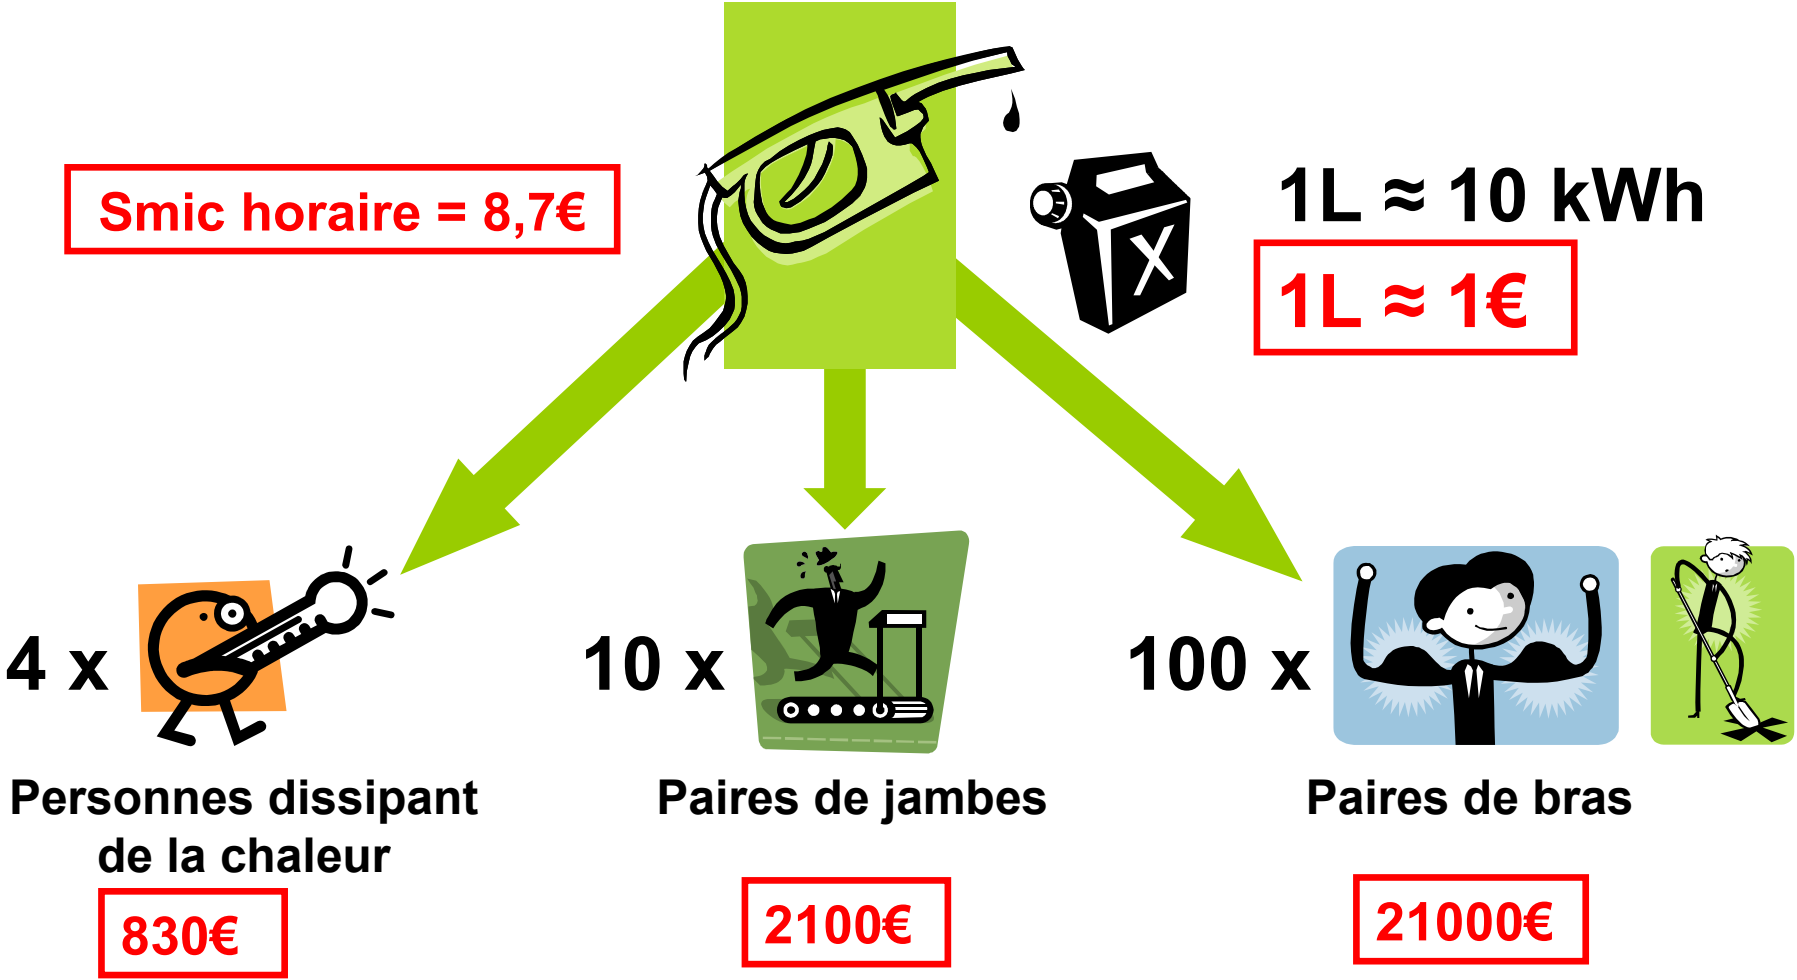 Smic horaire = 8,7€
X
1L ≈ 10 kWh
1L ≈ 1€
4 x
10 x
100 x
Personnes dissipant
de la chaleur
Paires de jambes
Paires de bras
830€
2100€
21000€